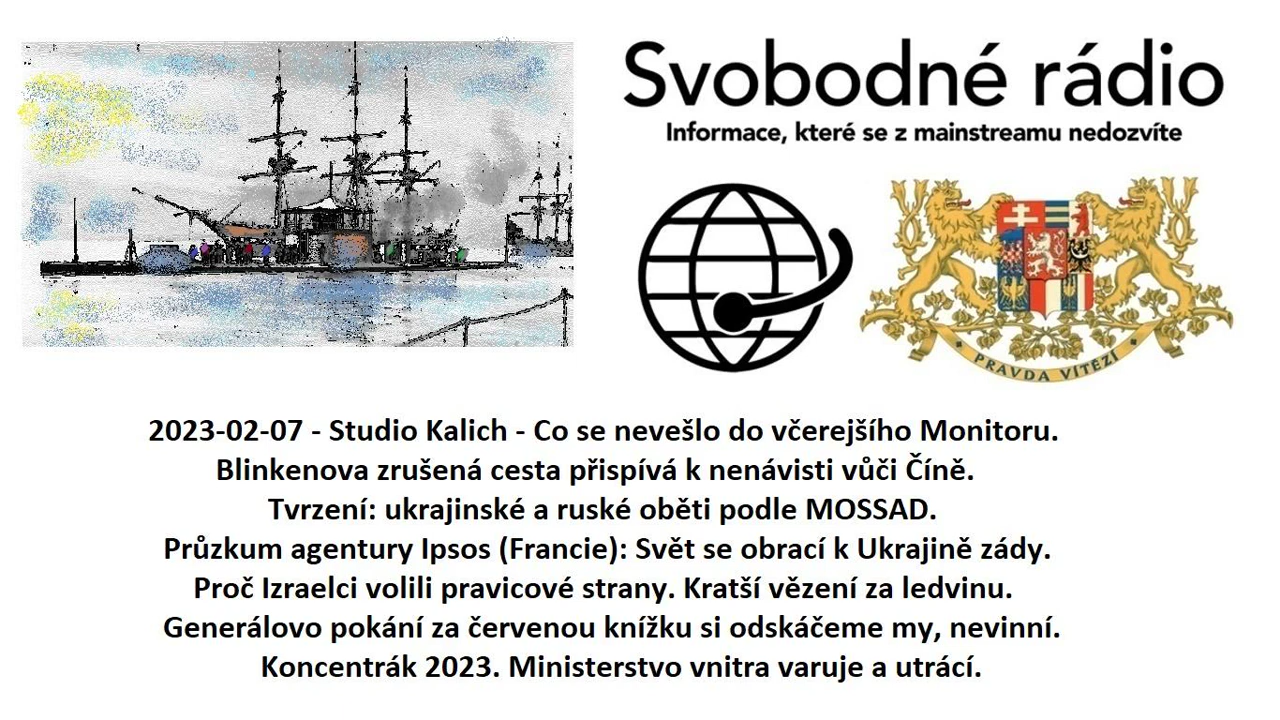 Svobodné rádio
Informace, které se z mainstreamu nedozvíte
PRAVDA VÍTĚZÍ
2023-02-07 - Studio Kalich - Co se nevešlo do včerejšího Monitoru.
Blinkenova zrušená cesta přispívá k nenávisti vůči Číně.
Tvrzení: ukrajinské a ruské oběti podle MOSSAD.
Průzkum agentury Ipsos (Francie): Svět se obrací k Ukrajině zády.
Proč Izraelci volili pravicové strany. Kratší vězení za ledvinu.
Generálovo pokání za červenou knížku si odskáčeme my, nevinní.
Koncentrák 2023. Ministerstvo vnitra varuje a utrácí.